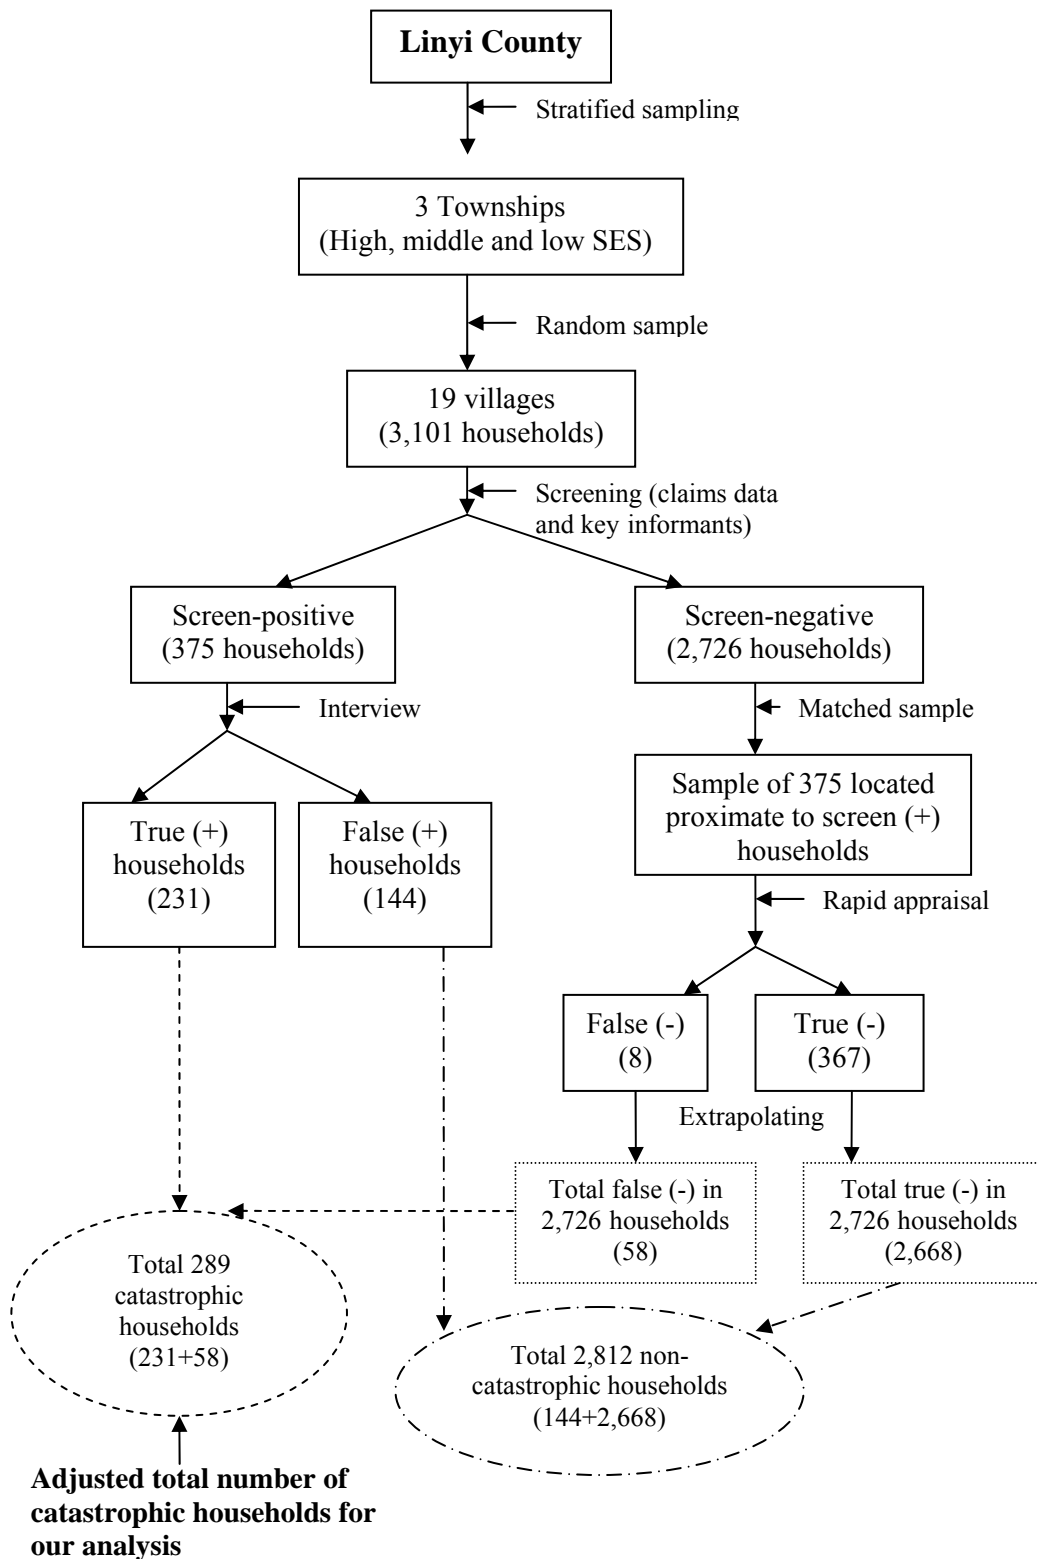 Linyi County
Stratified sampling
3 Townships
(High, middle and low SES)
Random sample
19 villages
(3,101 households)
Screening (claims data
and key informants)
Screen-positive
(375 households)
Screen-negative
(2,726 households)
Interview
Matched sample
Sample of 375 located
proximate to screen (+)
households
True (+)
households
(231)
False (+)
households
(144)
Rapid appraisal
False (-)
(8)
True (-)
(367)
Extrapolating
Total false (-) in
2,726 households
(58)
Total true (-) in
2,726 households
(2,668)
Total 289
catastrophic
households
(231+58)
Total 2,812 non-
catastrophic households
(144+2,668)
Adjusted total number of
catastrophic households for
our analysis